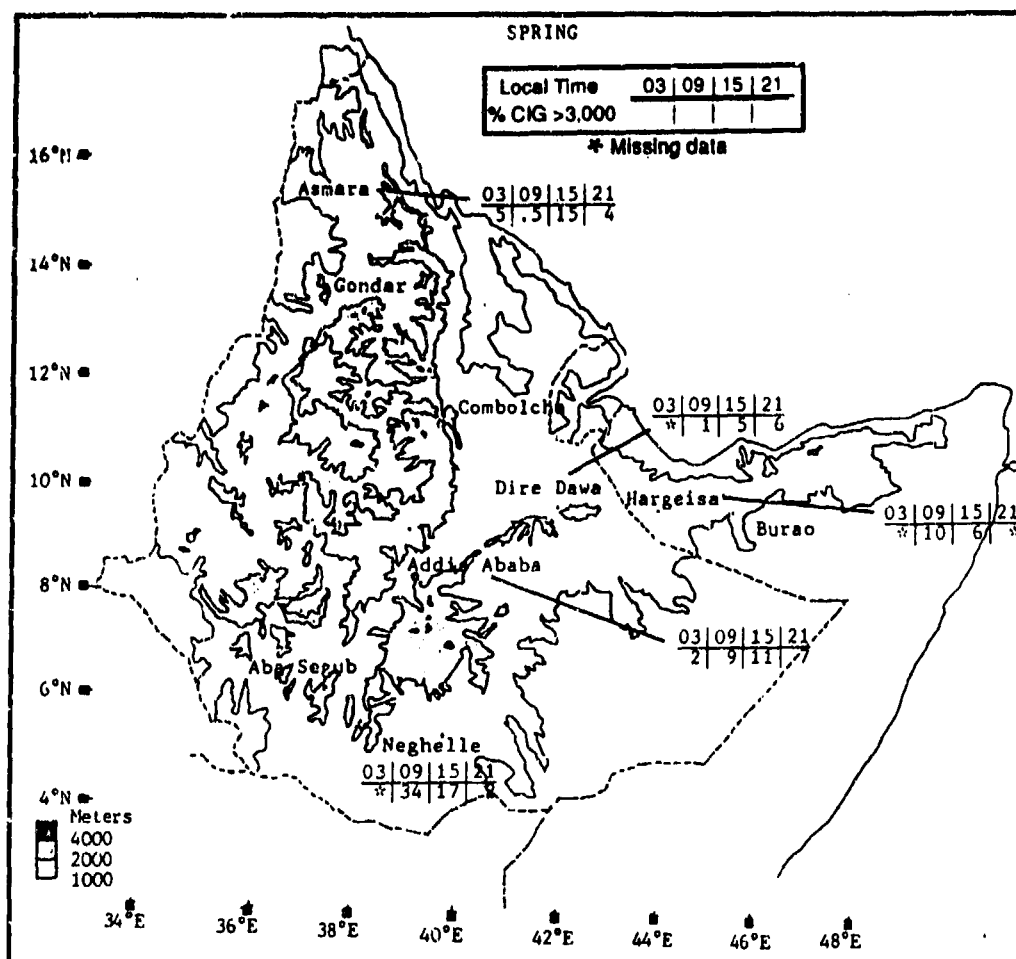 SPRING
Local Time 03 | 09 | 15 | 21
% CIG >3,000
* Missing data
16°N
Asmara
03 | 09 | 15 | 21
5 | .5 | 15 | 4
14°N
Gondar
12°N
Combolcha
03 | 09 | 15 | 21
* | 1 | 5 | 6
10°N
Dire Dawa
Hargeisa
Burao
03 | 09 | 15 | 21
* | 10 | 6 | *
8°N
Addis Ababa
03 | 09 | 15 | 21
2 | 9 | 11 | 7
6°N
Neghelle
03 | 09 | 15 | 21
* | 34 | 17 |
4°N
Meters
4000
2000
1000
34°E 36°E 38°E 40°E 42°E 44°E 46°E 48°E